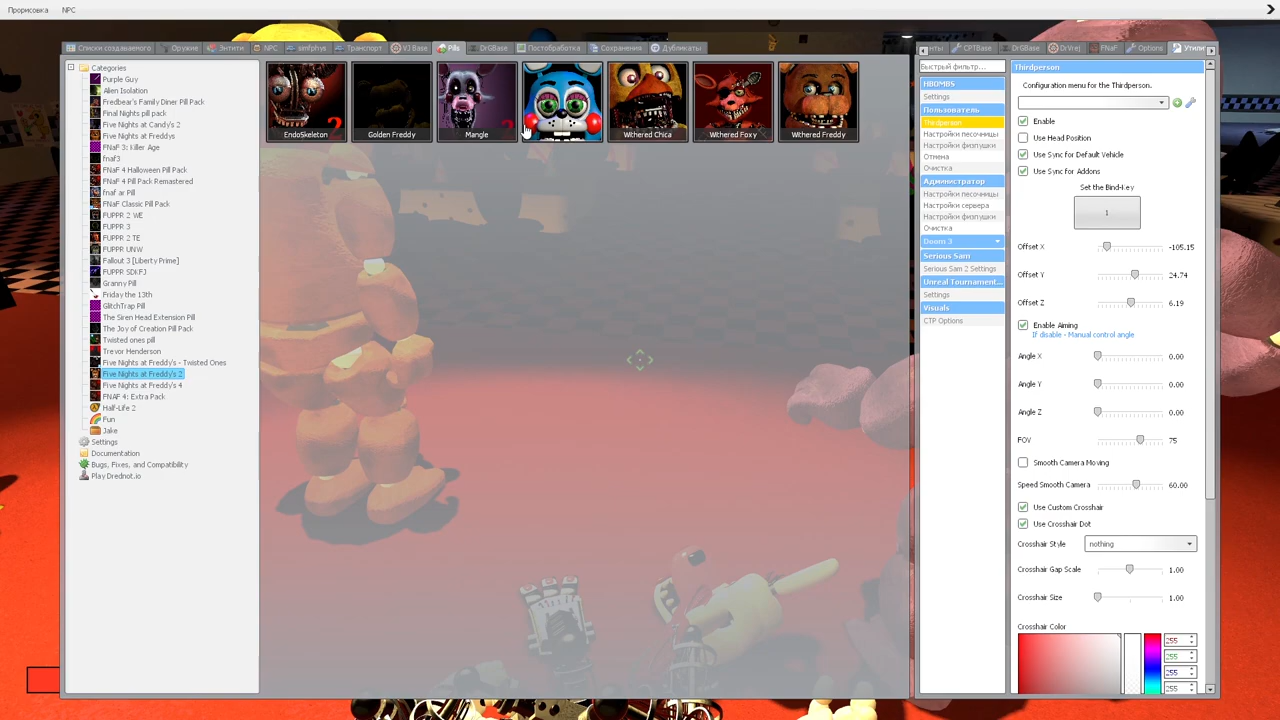 Прорисовка NPC
Списки создаваемого Оружие Энтити NPC simfphys Транспорт VJ Base Pills DrGBase Постобработка Сохранения Дубликаты
Categories
Purple Guy
Alien Isolation
Fredbear's Family Diner Pill Pack
Final Nights pill pack
Five Nights at Candy's 2
Five Nights at Freddys
FNaF 3: Killer Age
fnaf3
FNAF 4 Halloween Pill Pack
FNAF 4 Pill Pack Remastered
fnaf ar Pill
FNaF Classic Pill Pack
FUPPR 2 WE
FUPPR 3
FUPPR 2 TE
FUPPR UNW
Fallout 3 [Liberty Prime]
FUPPR SD&FJ
Granny Pill
Friday the 13th
GlitchTrap Pill
The Siren Head Extension Pill
The Joy of Creation Pill Pack
Twisted ones pill
Trevor Henderson
Five Nights at Freddy's - Twisted Ones
Five Nights at Freddy's 2
Five Nights at Freddy's 4
FNAF 4: Extra Pack
Half-Life 2
Fun
Jake
Settings
Documentation
Bugs, Fixes, and Compatibility
Play Drednot.io
EndoSkeleton
Golden Freddy
Mangle
Withered Chica
Withered Foxy
Withered Freddy
CPTBase DrGBase DrVrej FNaF Options Утили
Быстрый фильтр...
HBOMBS
Settings
Пользователь
Thirdperson
Настройки песочницы
Настройки физпушки
Отмена
Очистка
Администратор
Настройки песочницы
Настройки сервера
Настройки физпушки
Очистка
Doom 3
Serious Sam
Serious Sam 2 Settings
Unreal Tournament...
Settings
Visuals
CTP Options
Thirdperson
Configuration menu for the Thirdperson.
Enable
Use Head Position
Use Sync for Default Vehicle
Use Sync for Addons
Set the Bind-Key
1
Offset X -105.15
Offset Y 24.74
Offset Z 6.19
Enable Aiming
If disable - Manual control angle
Angle X 0.00
Angle Y 0.00
Angle Z 0.00
FOV 75
Smooth Camera Moving
Speed Smooth Camera 60.00
Use Custom Crosshair
Use Crosshair Dot
Crosshair Style nothing
Crosshair Gap Scale 1.00
Crosshair Size 1.00
Crosshair Color
255
255
255
255